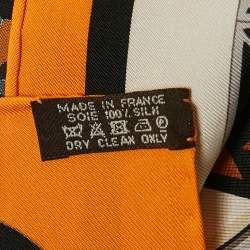 MADE IN FRANCE
SOIE 100% SILK
DRY CLEAN ONLY